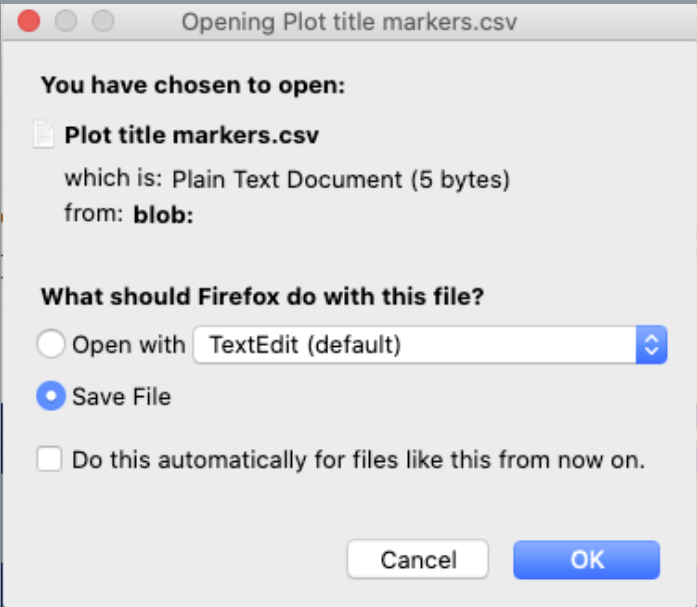 Opening Plot title markers.csv
You have chosen to open:
Plot title markers.csv
which is: Plain Text Document (5 bytes)
from: blob:
What should Firefox do with this file?
Open with TextEdit (default)
Save File
Do this automatically for files like this from now on.
Cancel OK